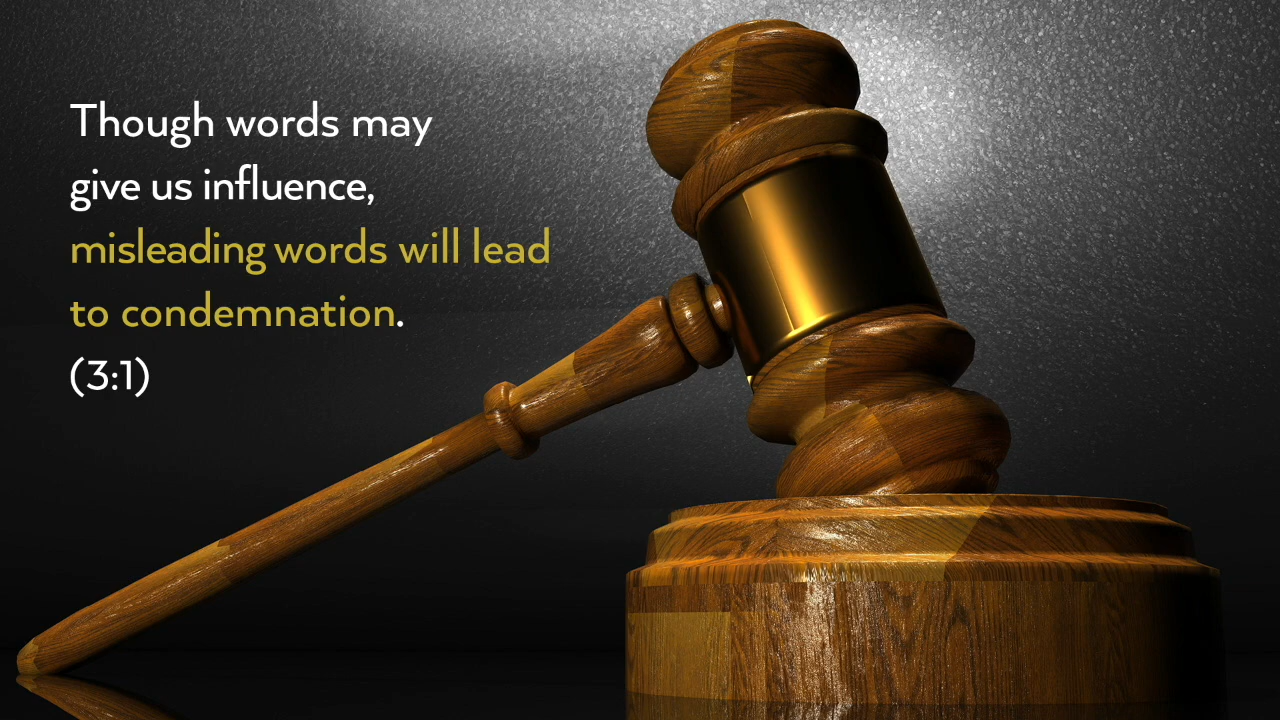 Though words may
give us influence,
misleading words will lead
to condemnation.
(3:1)